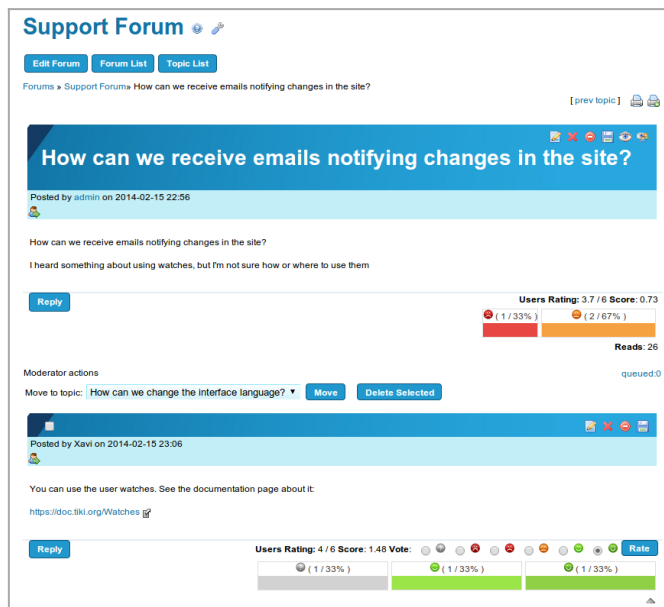 Support Forum
Edit Forum Forum List Topic List
Forums » Support Forum» How can we receive emails notifying changes in the site?
[ prev topic ]
How can we receive emails notifying changes in the site?
Posted by admin on 2014-02-15 22:56
How can we receive emails notifying changes in the site?
I heard something about using watches, but I'm not sure how or where to use them
Reply
Users Rating: 3.7 / 6 Score: 0.73
( 1 / 33% ) ( 2 / 67% )
Reads: 26
Moderator actions
queued:0
Move to topic: How can we change the interface language? Move Delete Selected
Posted by Xavi on 2014-02-15 23:06
You can use the user watches. See the documentation page about it:
https://doc.tiki.org/Watches
Reply
Users Rating: 4 / 6 Score: 1.48 Vote: Rate
( 1 / 33% ) ( 1 / 33% ) ( 1 / 33% )